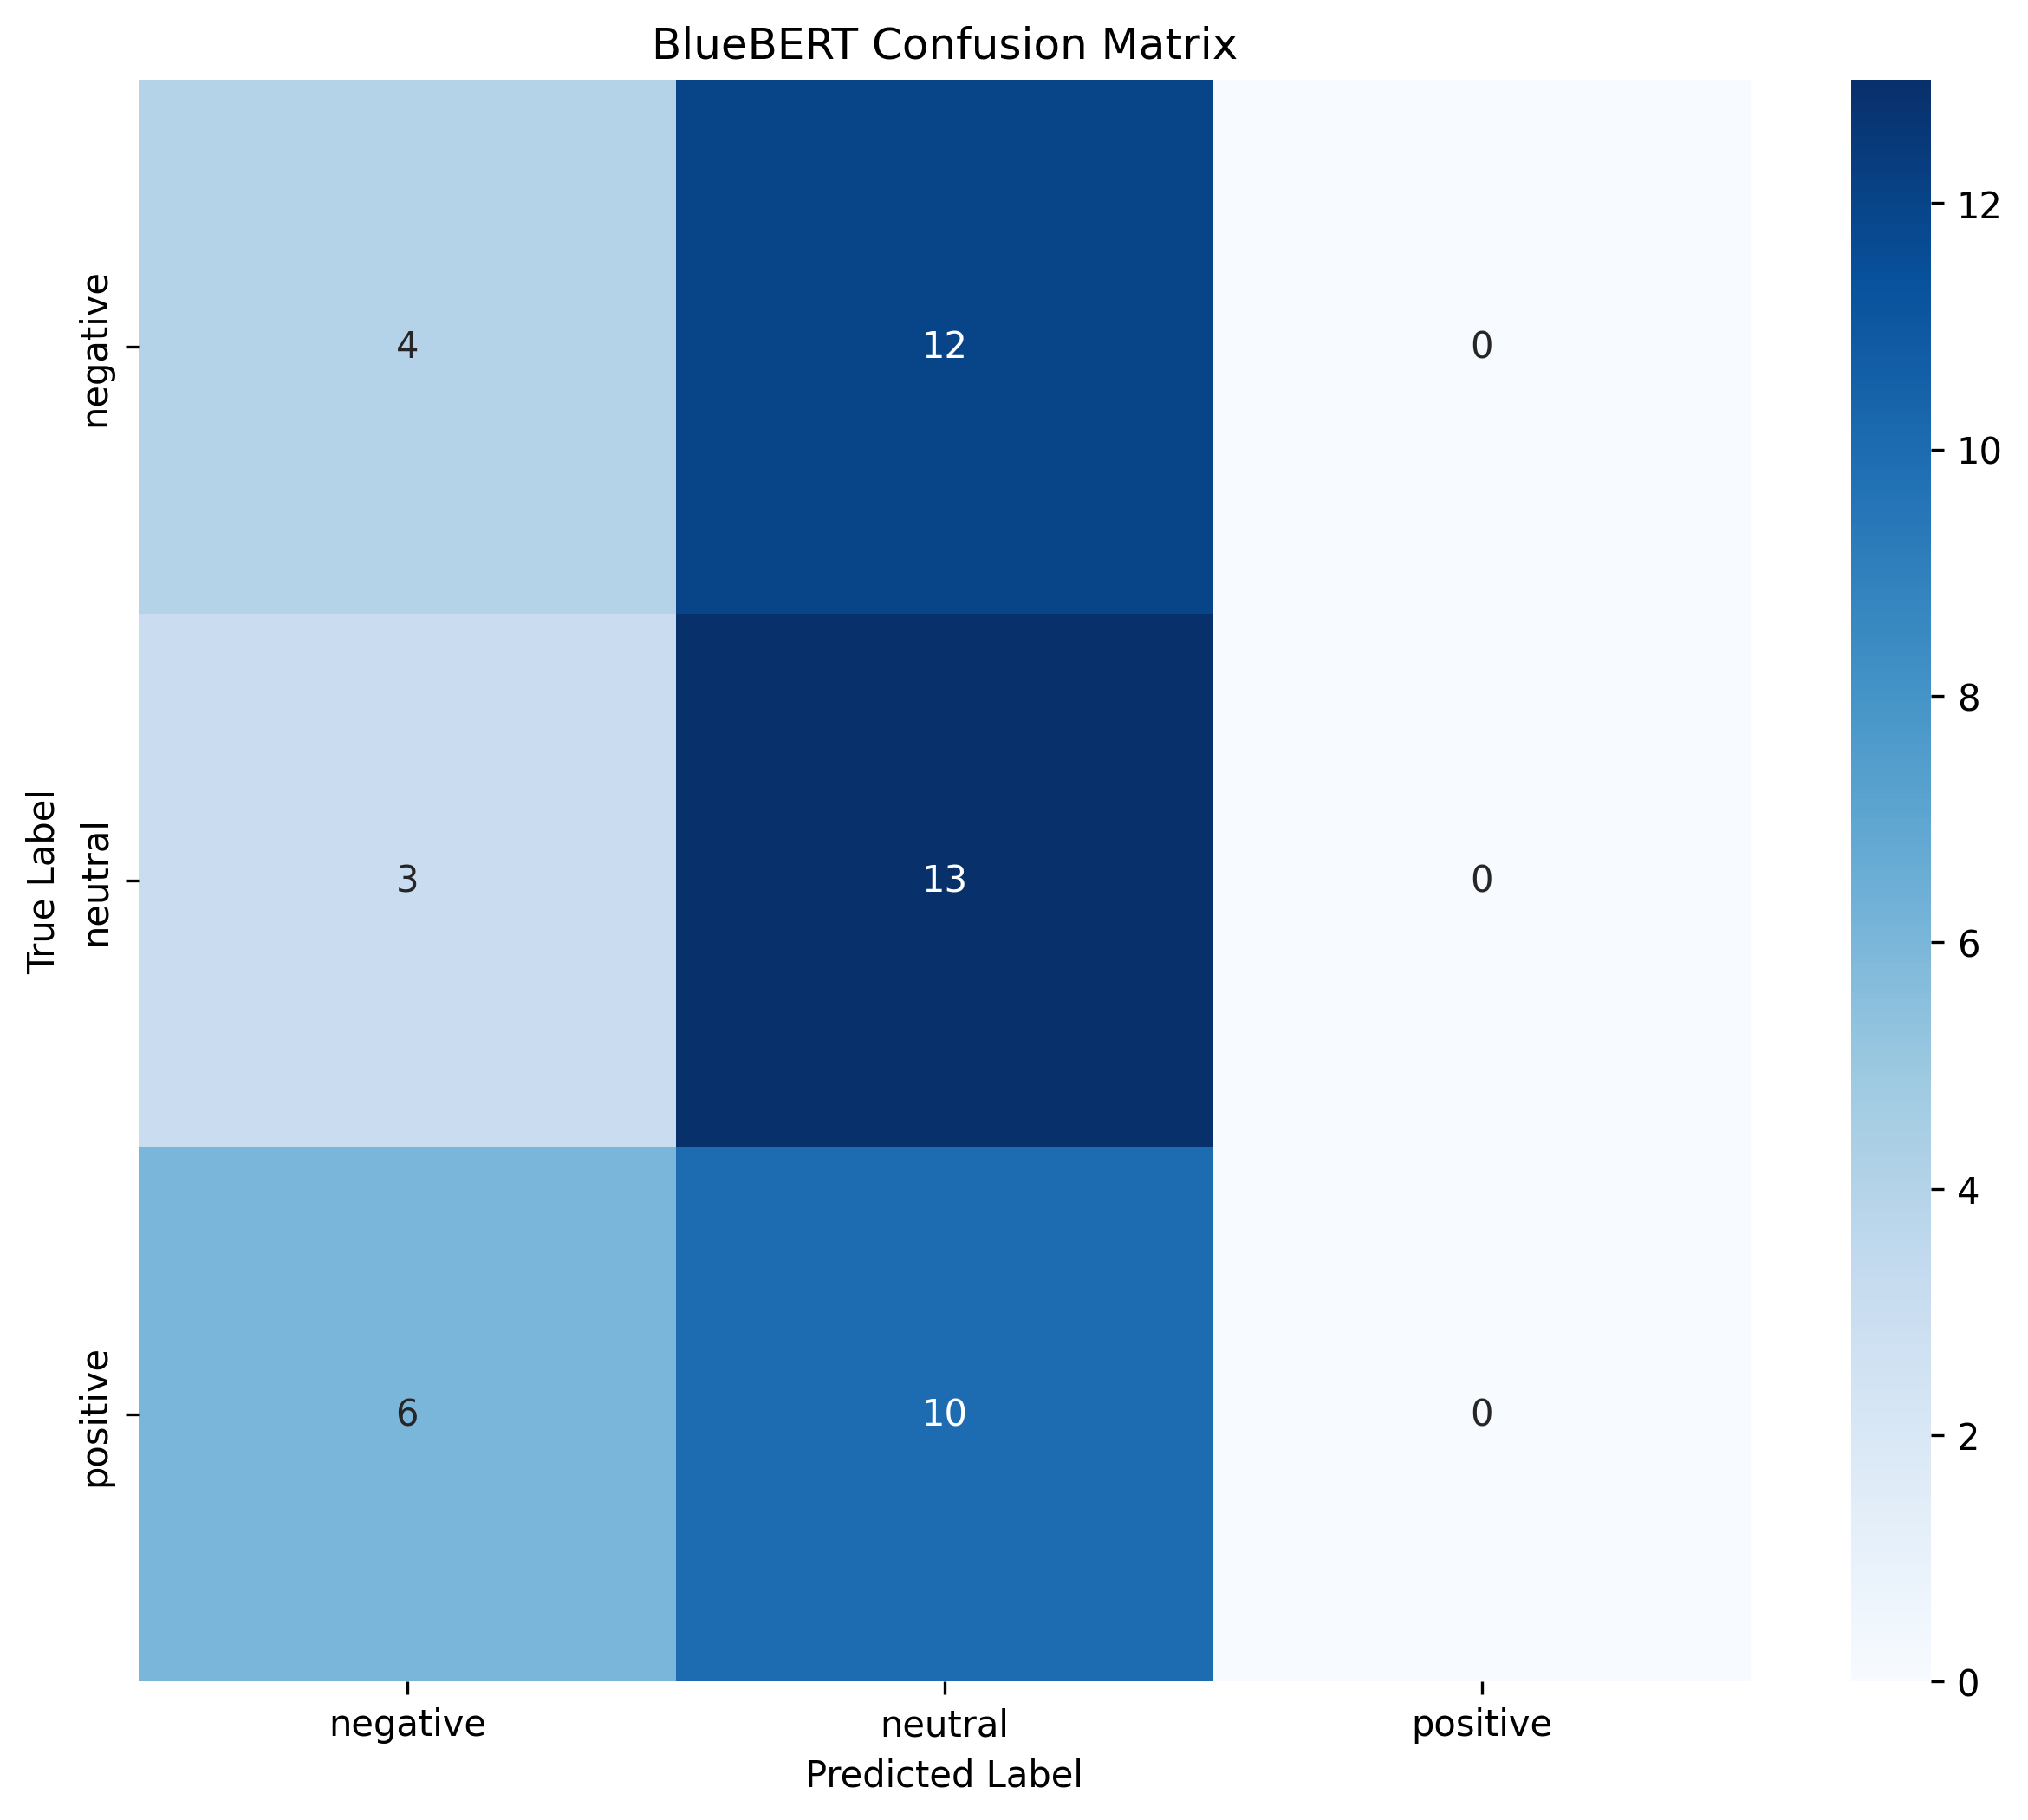 BlueBERT Confusion Matrix
True Label
negative
4
12
0
neutral
3
13
0
positive
6
10
0
negative
neutral
positive
Predicted Label
12
10
8
6
4
2
0